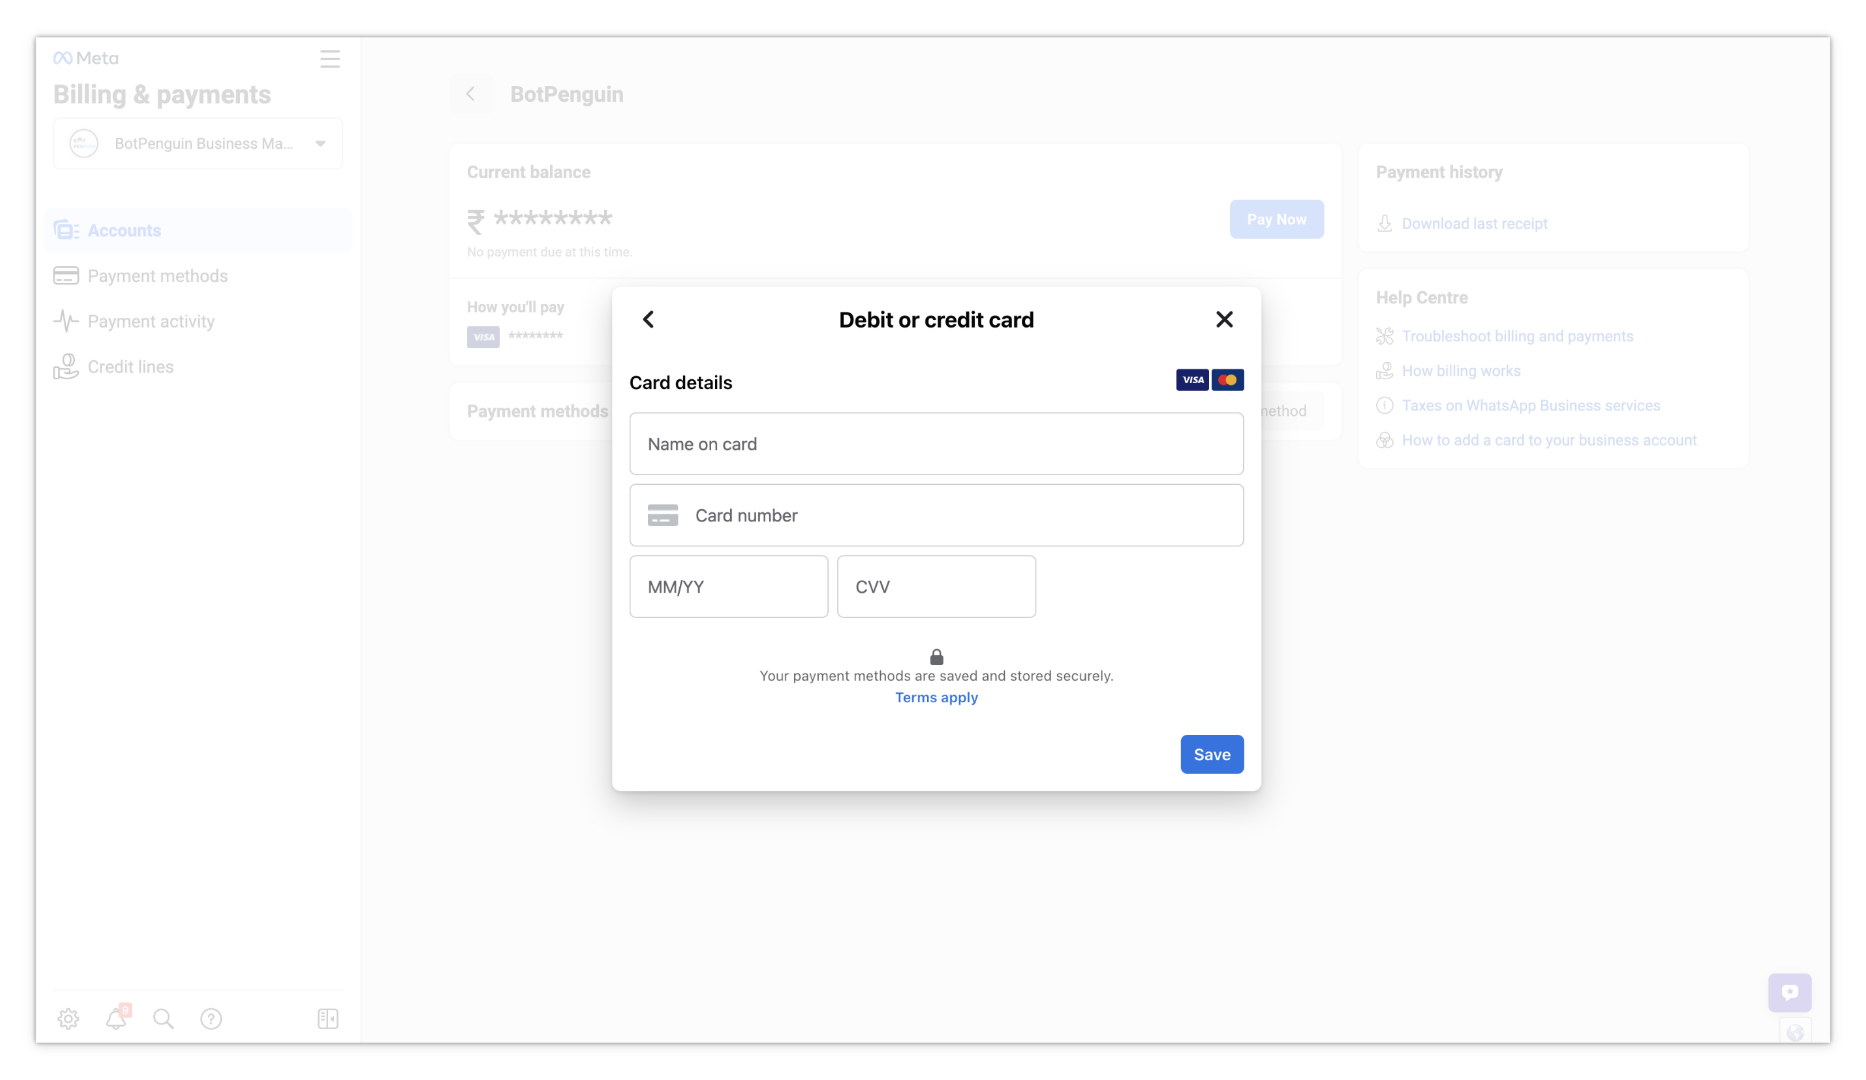 Meta
Billing & payments
BotPenguin Business Ma...
Accounts
Payment methods
Payment activity
Credit lines
BotPenguin
Current balance
₹ ********
No payment due at this time.
Pay Now
How you'll pay
VISA ********
Payment methods
nethod
Payment history
Download last receipt
Help Centre
Troubleshoot billing and payments
How billing works
Taxes on WhatsApp Business services
How to add a card to your business account
Debit or credit card
Card details
VISA
Name on card
Card number
MM/YY
CVV
Your payment methods are saved and stored securely.
Terms apply
Save